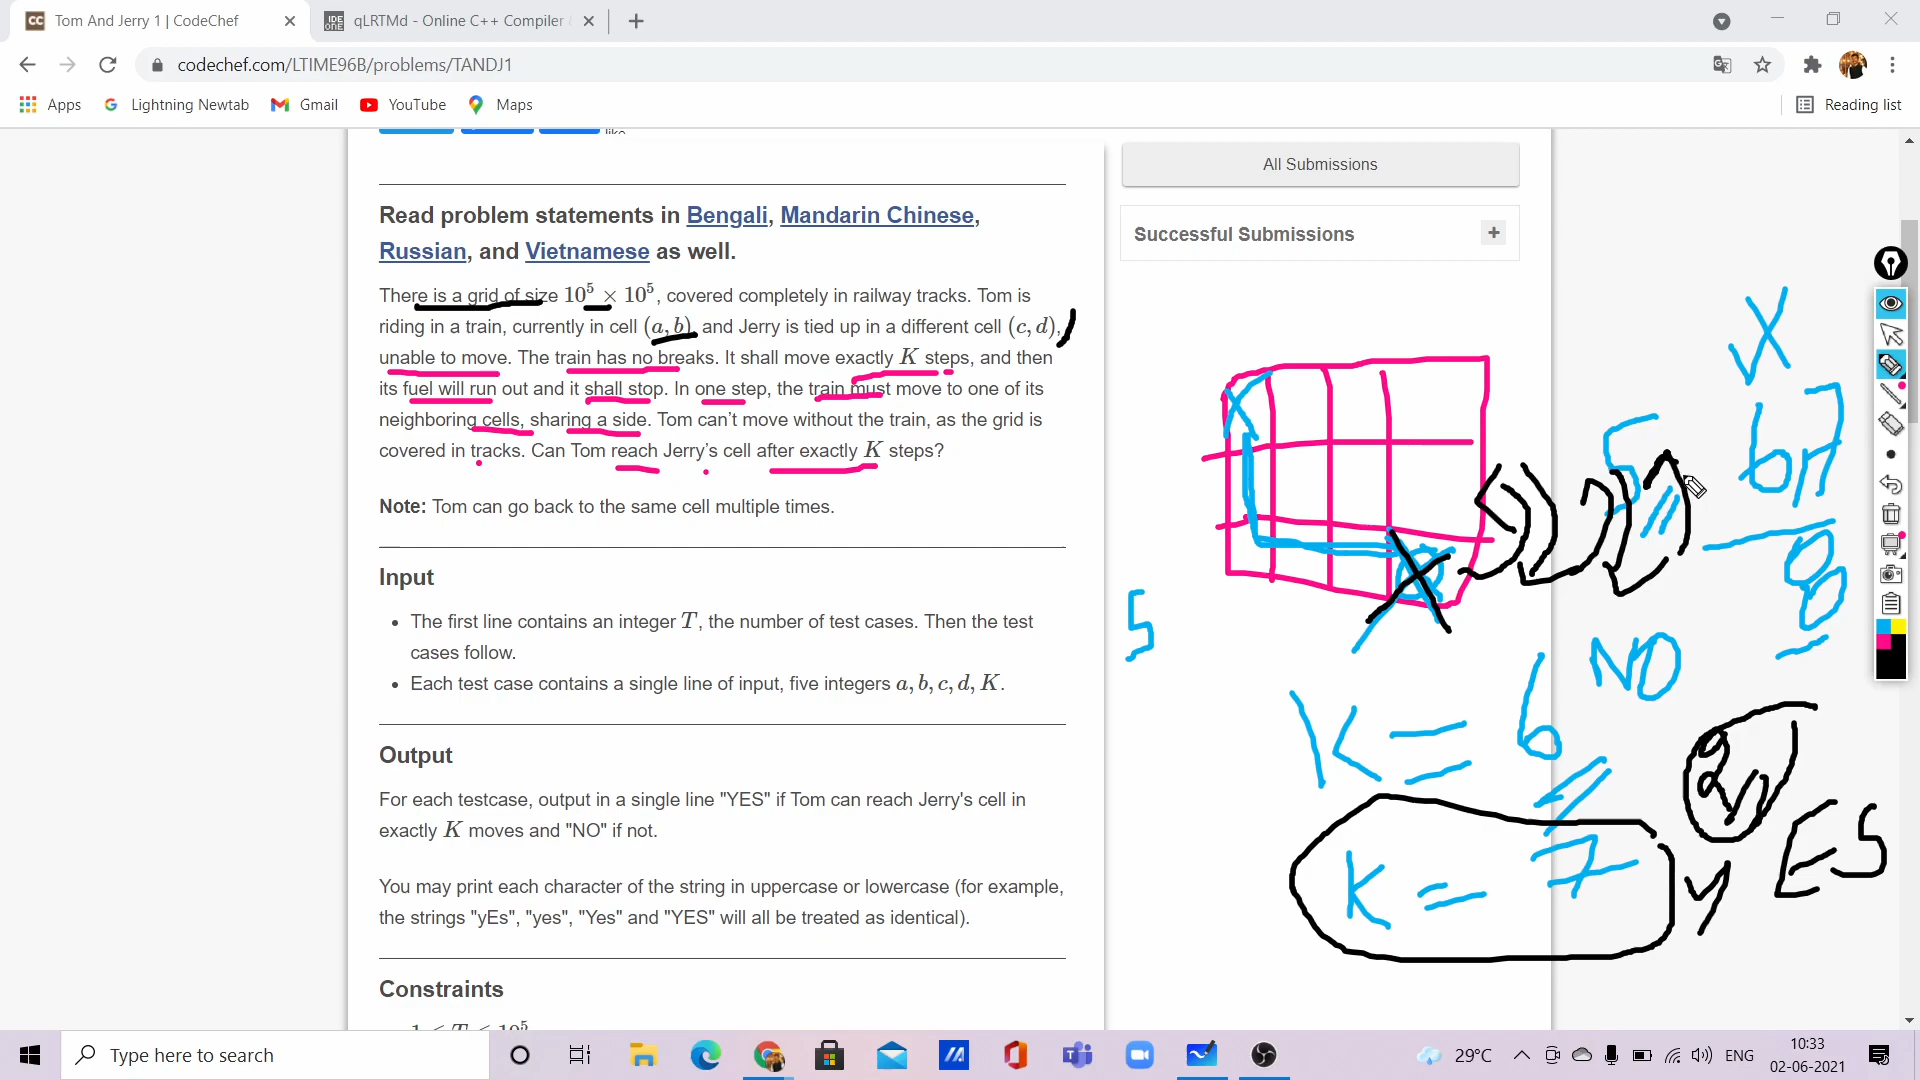 Tom And Jerry 1 | CodeChef
qLRTMd - Online C++ Compiler
codechef.com/LTIME96B/problems/TANDJ1
Apps Lightning Newtab Gmail YouTube Maps Reading list
like
All Submissions
Successful Submissions +
Read problem statements in Bengali, Mandarin Chinese,
Russian, and Vietnamese as well.
There is a grid of size 10^5 × 10^5, covered completely in railway tracks. Tom is
riding in a train, currently in cell (a, b), and Jerry is tied up in a different cell (c, d),
unable to move. The train has no breaks. It shall move exactly K steps, and then
its fuel will run out and it shall stop. In one step, the train must move to one of its
neighboring cells, sharing a side. Tom can't move without the train, as the grid is
covered in tracks. Can Tom reach Jerry's cell after exactly K steps?
Note: Tom can go back to the same cell multiple times.
Input
• The first line contains an integer T, the number of test cases. Then the test
cases follow.
• Each test case contains a single line of input, five integers a, b, c, d, K.
Output
For each testcase, output in a single line "YES" if Tom can reach Jerry's cell in
exactly K moves and "NO" if not.
You may print each character of the string in uppercase or lowercase (for example,
the strings "yEs", "yes", "Yes" and "YES" will all be treated as identical).
Constraints
1 ≤ T ≤ 10^5
X
5
67
8
5
NO
K = 6
2
K = 7
YES
Type here to search
29°C
ENG
10:33
02-06-2021